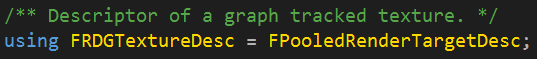 /** Descriptor of a graph tracked texture. */
using FRDGTextureDesc = FPooledRenderTargetDesc;